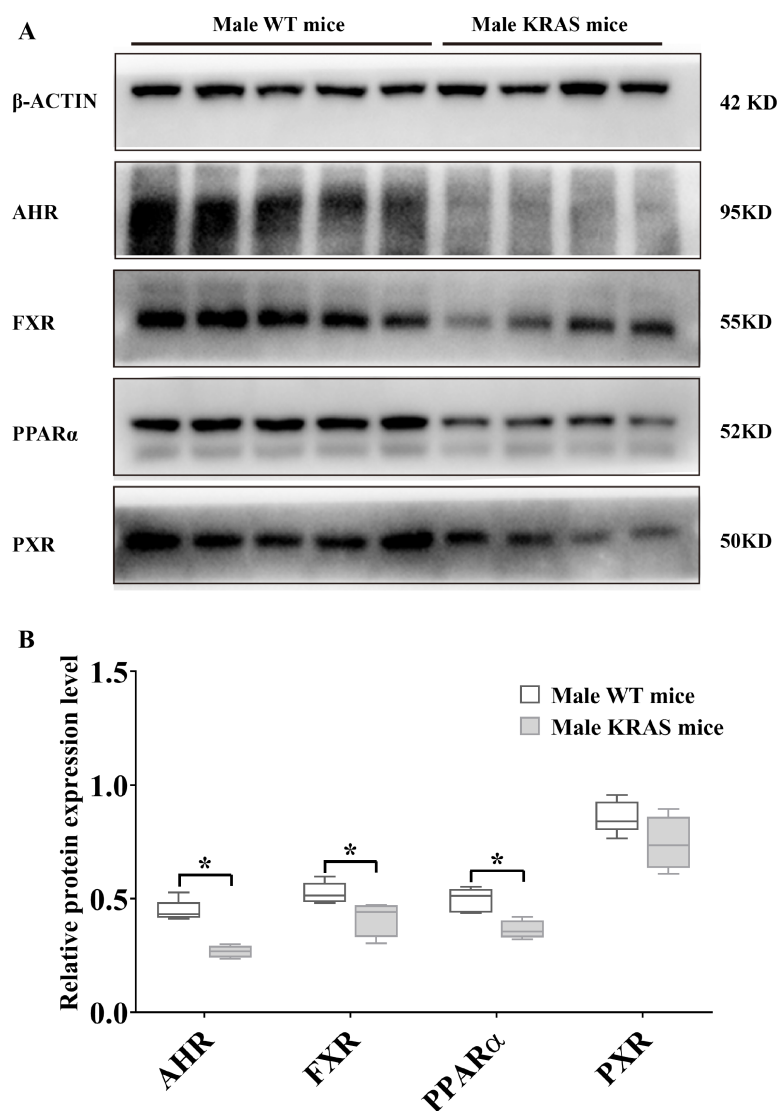 A
Male WT mice Male KRAS mice
β-ACTIN 42 KD
AHR 95KD
FXR 55KD
PPARα 52KD
PXR 50KD
B
Relative protein expression level
1.5
1.0
0.5
0.0
Male WT mice
Male KRAS mice
* * *
AHR FXR PPARα PXR